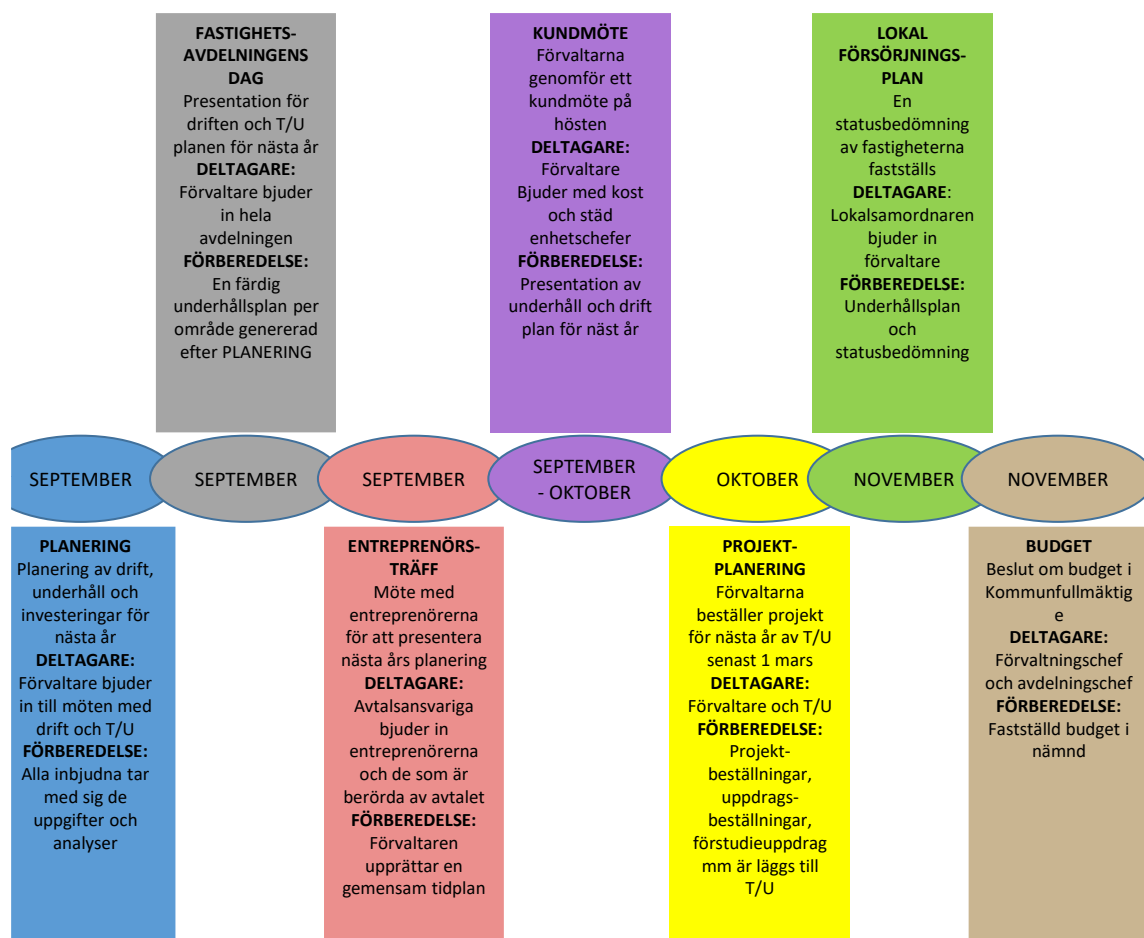 FASTIGHETS-
AVDELNINGENS
DAG
Presentation för
driften och T/U
planen för nästa år
DELTAGARE:
Förvaltare bjuder
in hela
avdelningen
FÖRBEREDELSE:
En färdig
underhållsplan per
område genererad
efter PLANERING
KUNDMÖTE
Förvaltarna
genomför ett
kundmöte på
hösten
DELTAGARE:
Förvaltare
Bjuder med kost
och städ
enhetschefer
FÖRBEREDELSE:
Presentation av
underhåll och drift
plan för näst år
LOKAL
FÖRSÖRJNINGS-
PLAN
En
statusbedömning
av fastigheterna
fastställs
DELTAGARE:
Lokalsamordnaren
bjuder in
förvaltare
FÖRBEREDELSE:
Underhållsplan
och
statusbedömning
SEPTEMBER
SEPTEMBER
SEPTEMBER
SEPTEMBER
- OKTOBER
OKTOBER
NOVEMBER
NOVEMBER
PLANERING
Planering av drift,
underhåll och
investeringar för
nästa år
DELTAGARE:
Förvaltare bjuder
in till möten med
drift och T/U
FÖRBEREDELSE:
Alla inbjudna tar
med sig de
uppgifter och
analyser
ENTREPRENÖRS-
TRÄFF
Möte med
entreprenörerna
för att presentera
nästa års planering
DELTAGARE:
Avtalsansvariga
bjuder in
entreprenörerna
och de som är
berörda av avtalet
FÖRBEREDELSE:
Förvaltaren
upprättar en
gemensam tidplan
PROJEKT-
PLANERING
Förvaltarna
beställer projekt
för nästa år av T/U
senast 1 mars
DELTAGARE:
Förvaltare och T/U
FÖRBEREDELSE:
Projekt-
beställningar,
uppdrags-
beställningar,
förstudieuppdrag
mm är läggs till
T/U
BUDGET
Beslut om budget i
Kommunfullmäktig
e
DELTAGARE:
Förvaltningschef
och avdelningschef
FÖRBEREDELSE:
Fastställd budget i
nämnd